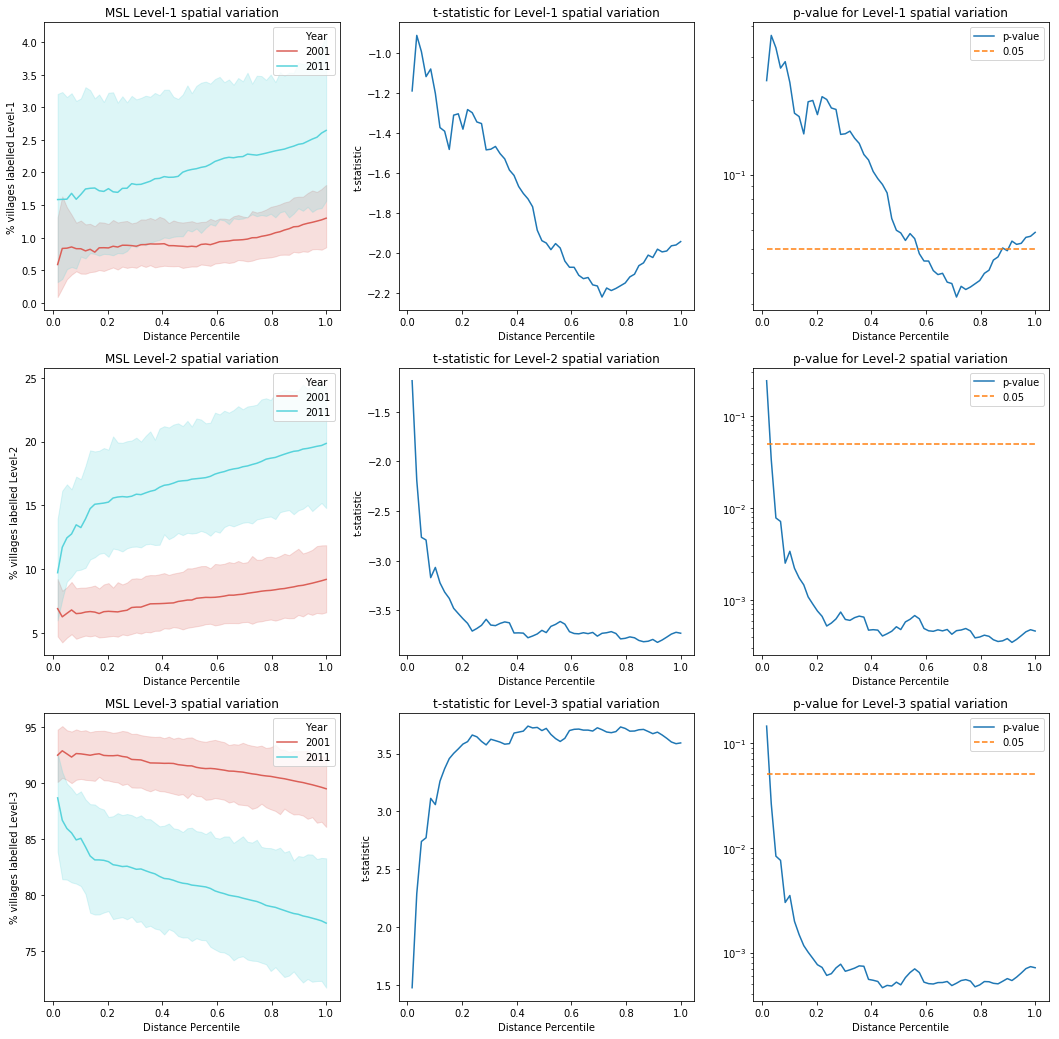 MSL Level-1 spatial variation
% villages labelled Level-1
4.0
3.5
3.0
2.5
2.0
1.5
1.0
0.5
0.0
Year
2001
2011
0.0 0.2 0.4 0.6 0.8 1.0
Distance Percentile
t-statistic for Level-1 spatial variation
t-statistic
−1.0
−1.2
−1.4
−1.6
−1.8
−2.0
−2.2
0.0 0.2 0.4 0.6 0.8 1.0
Distance Percentile
p-value for Level-1 spatial variation
p-value
0.05
10⁻¹
0.0 0.2 0.4 0.6 0.8 1.0
Distance Percentile
MSL Level-2 spatial variation
% villages labelled Level-2
25
20
15
10
5
Year
2001
2011
0.0 0.2 0.4 0.6 0.8 1.0
Distance Percentile
t-statistic for Level-2 spatial variation
t-statistic
−1.5
−2.0
−2.5
−3.0
−3.5
0.0 0.2 0.4 0.6 0.8 1.0
Distance Percentile
p-value for Level-2 spatial variation
p-value
0.05
10⁻¹
10⁻²
10⁻³
0.0 0.2 0.4 0.6 0.8 1.0
Distance Percentile
MSL Level-3 spatial variation
% villages labelled Level-3
95
90
85
80
75
Year
2001
2011
0.0 0.2 0.4 0.6 0.8 1.0
Distance Percentile
t-statistic for Level-3 spatial variation
t-statistic
3.5
3.0
2.5
2.0
1.5
0.0 0.2 0.4 0.6 0.8 1.0
Distance Percentile
p-value for Level-3 spatial variation
p-value
0.05
10⁻¹
10⁻²
10⁻³
0.0 0.2 0.4 0.6 0.8 1.0
Distance Percentile